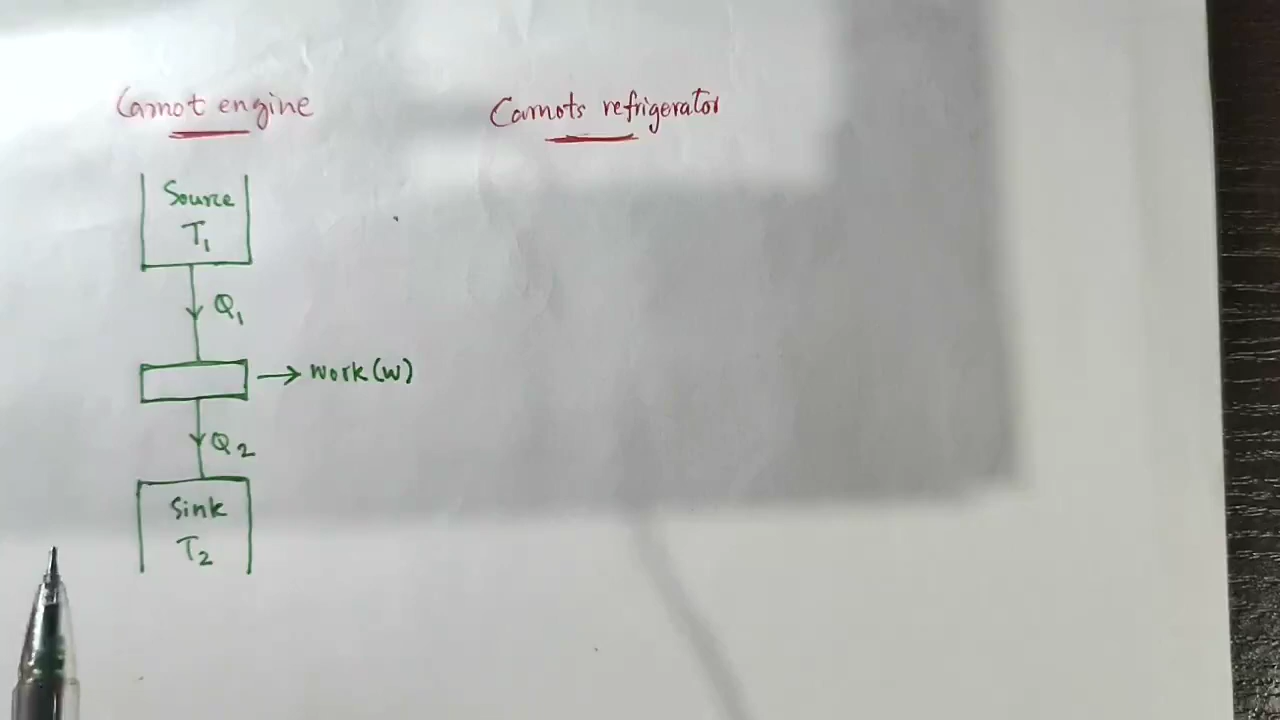 Carnot engine
Carnots refrigerator
Source
T₁
Q₁
→ work(w)
Q₂
Sink
T₂